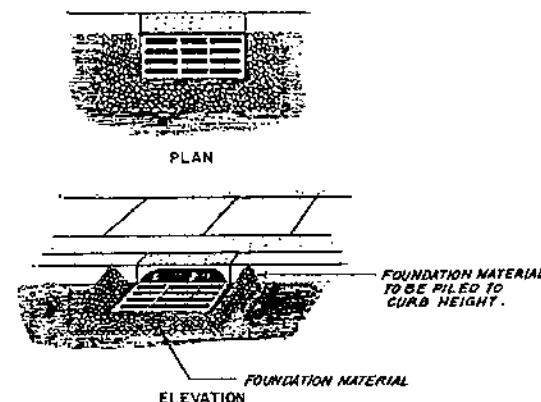 PLAN
FOUNDATION MATERIAL
TO BE PILED TO
CURB HEIGHT.
FOUNDATION MATERIAL
ELEVATION